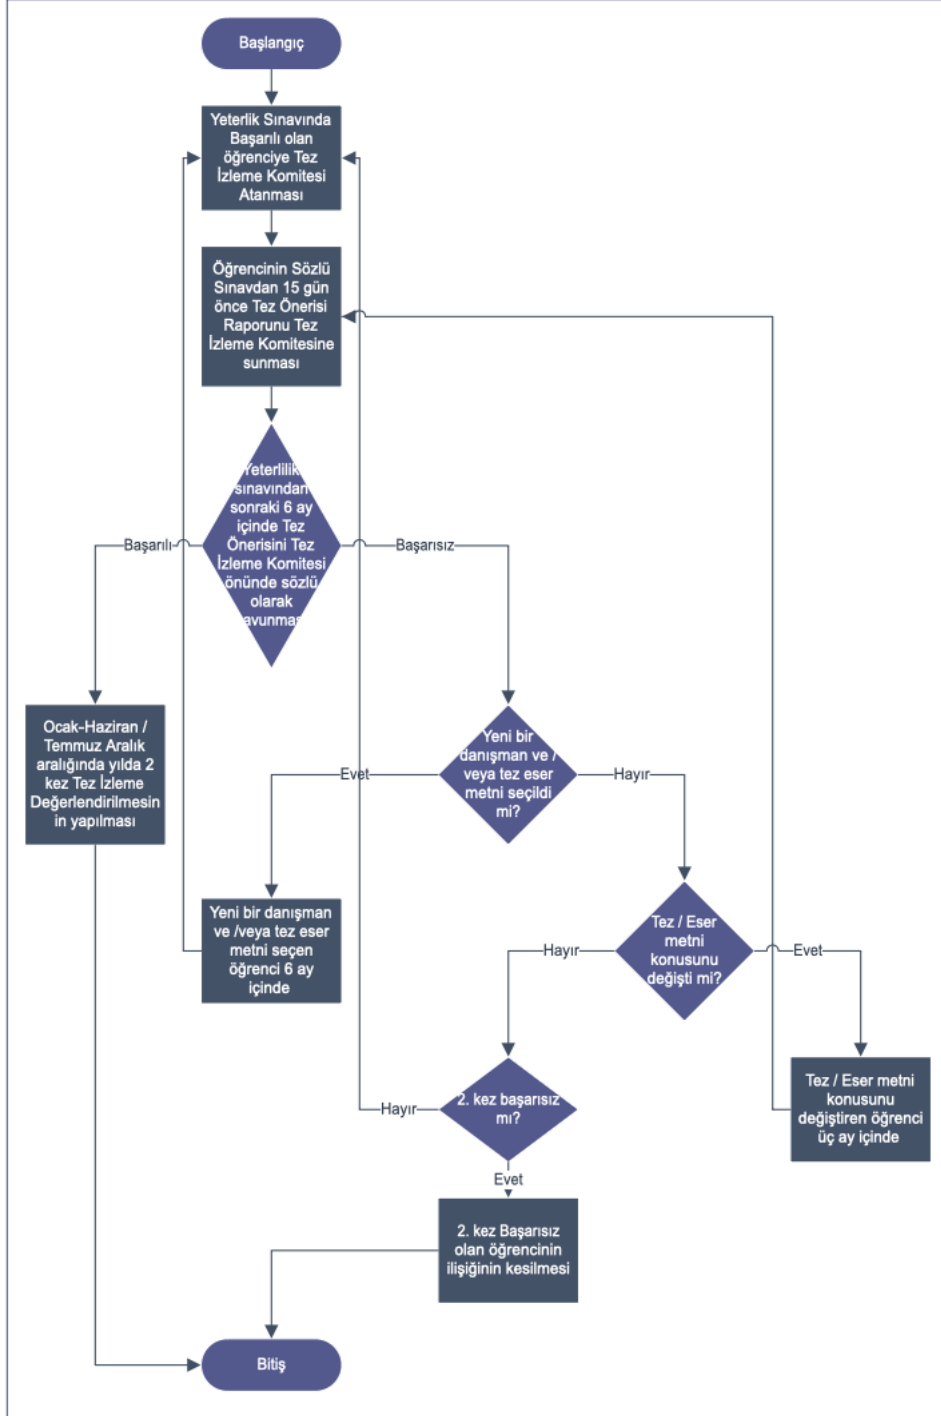 Başlangıç
Yeterlik Sınavında
Başarılı olan
öğrenciye Tez
İzleme Komitesi
Atanması
Öğrencinin Sözlü
Sınavdan 15 gün
önce Tez Önerisi
Raporunu Tez
İzleme Komitesine
sunması
Yeterlilik
sınavından
sonraki 6 ay
içinde Tez
Önerisini Tez
İzleme Komitesi
önünde sözlü
olarak
avunmas
Başarılı
Başarısız
Ocak-Haziran /
Temmuz Aralık
aralığında yılda 2
kez Tez İzleme
Değerlendirilmesin
in yapılması
Yeni bir
danışman ve /
veya tez eser
metni seçildi
mi?
Evet
Hayır
Yeni bir danışman
ve /veya tez eser
metni seçen
öğrenci 6 ay
içinde
Tez / Eser
metni
konusunu
değişti mi?
Hayır
Evet
Tez / Eser metni
konusunu
değiştiren öğrenci
üç ay içinde
2. kez başarısız
mı?
Hayır
Evet
2. kez Başarısız
olan öğrencinin
ilişiğinin kesilmesi
Bitiş